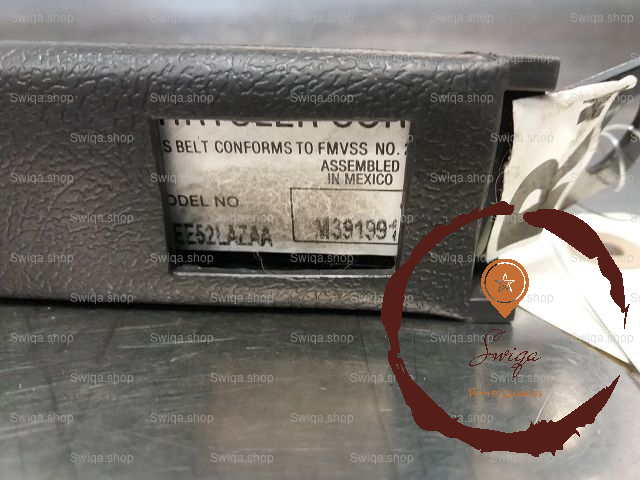 S BELT CONFORMS TO FMVSS NO.
ASSEMBLED
IN MEXICO
ODEL NO.
EE52LAZAA M391991
Swiqa
Swiqa.shop